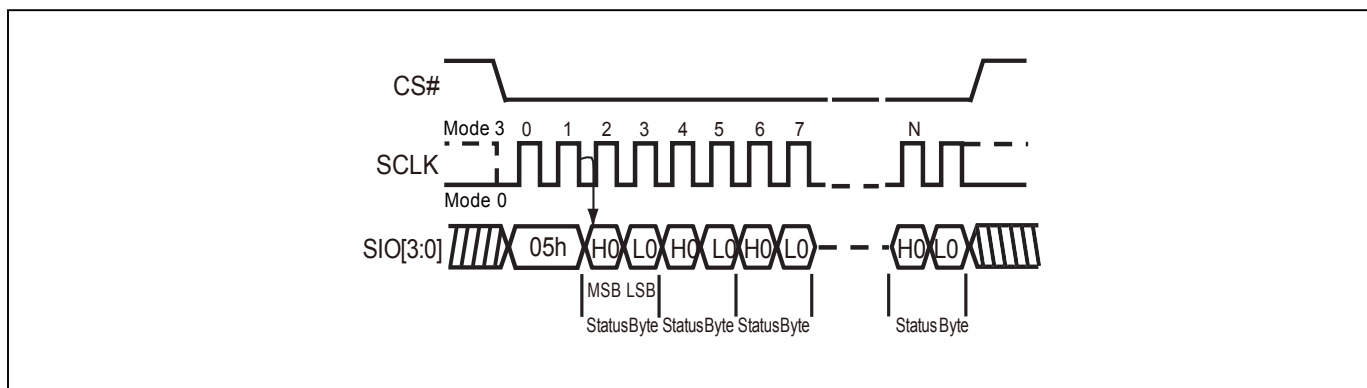 CS#
Mode 3 0 1 2 3 4 5 6 7 N
SCLK
Mode 0
SIO[3:0] 05h H0 L0 H0 L0 H0 L0 H0 L0
MSB LSB
StatusByte StatusByte StatusByte StatusByte